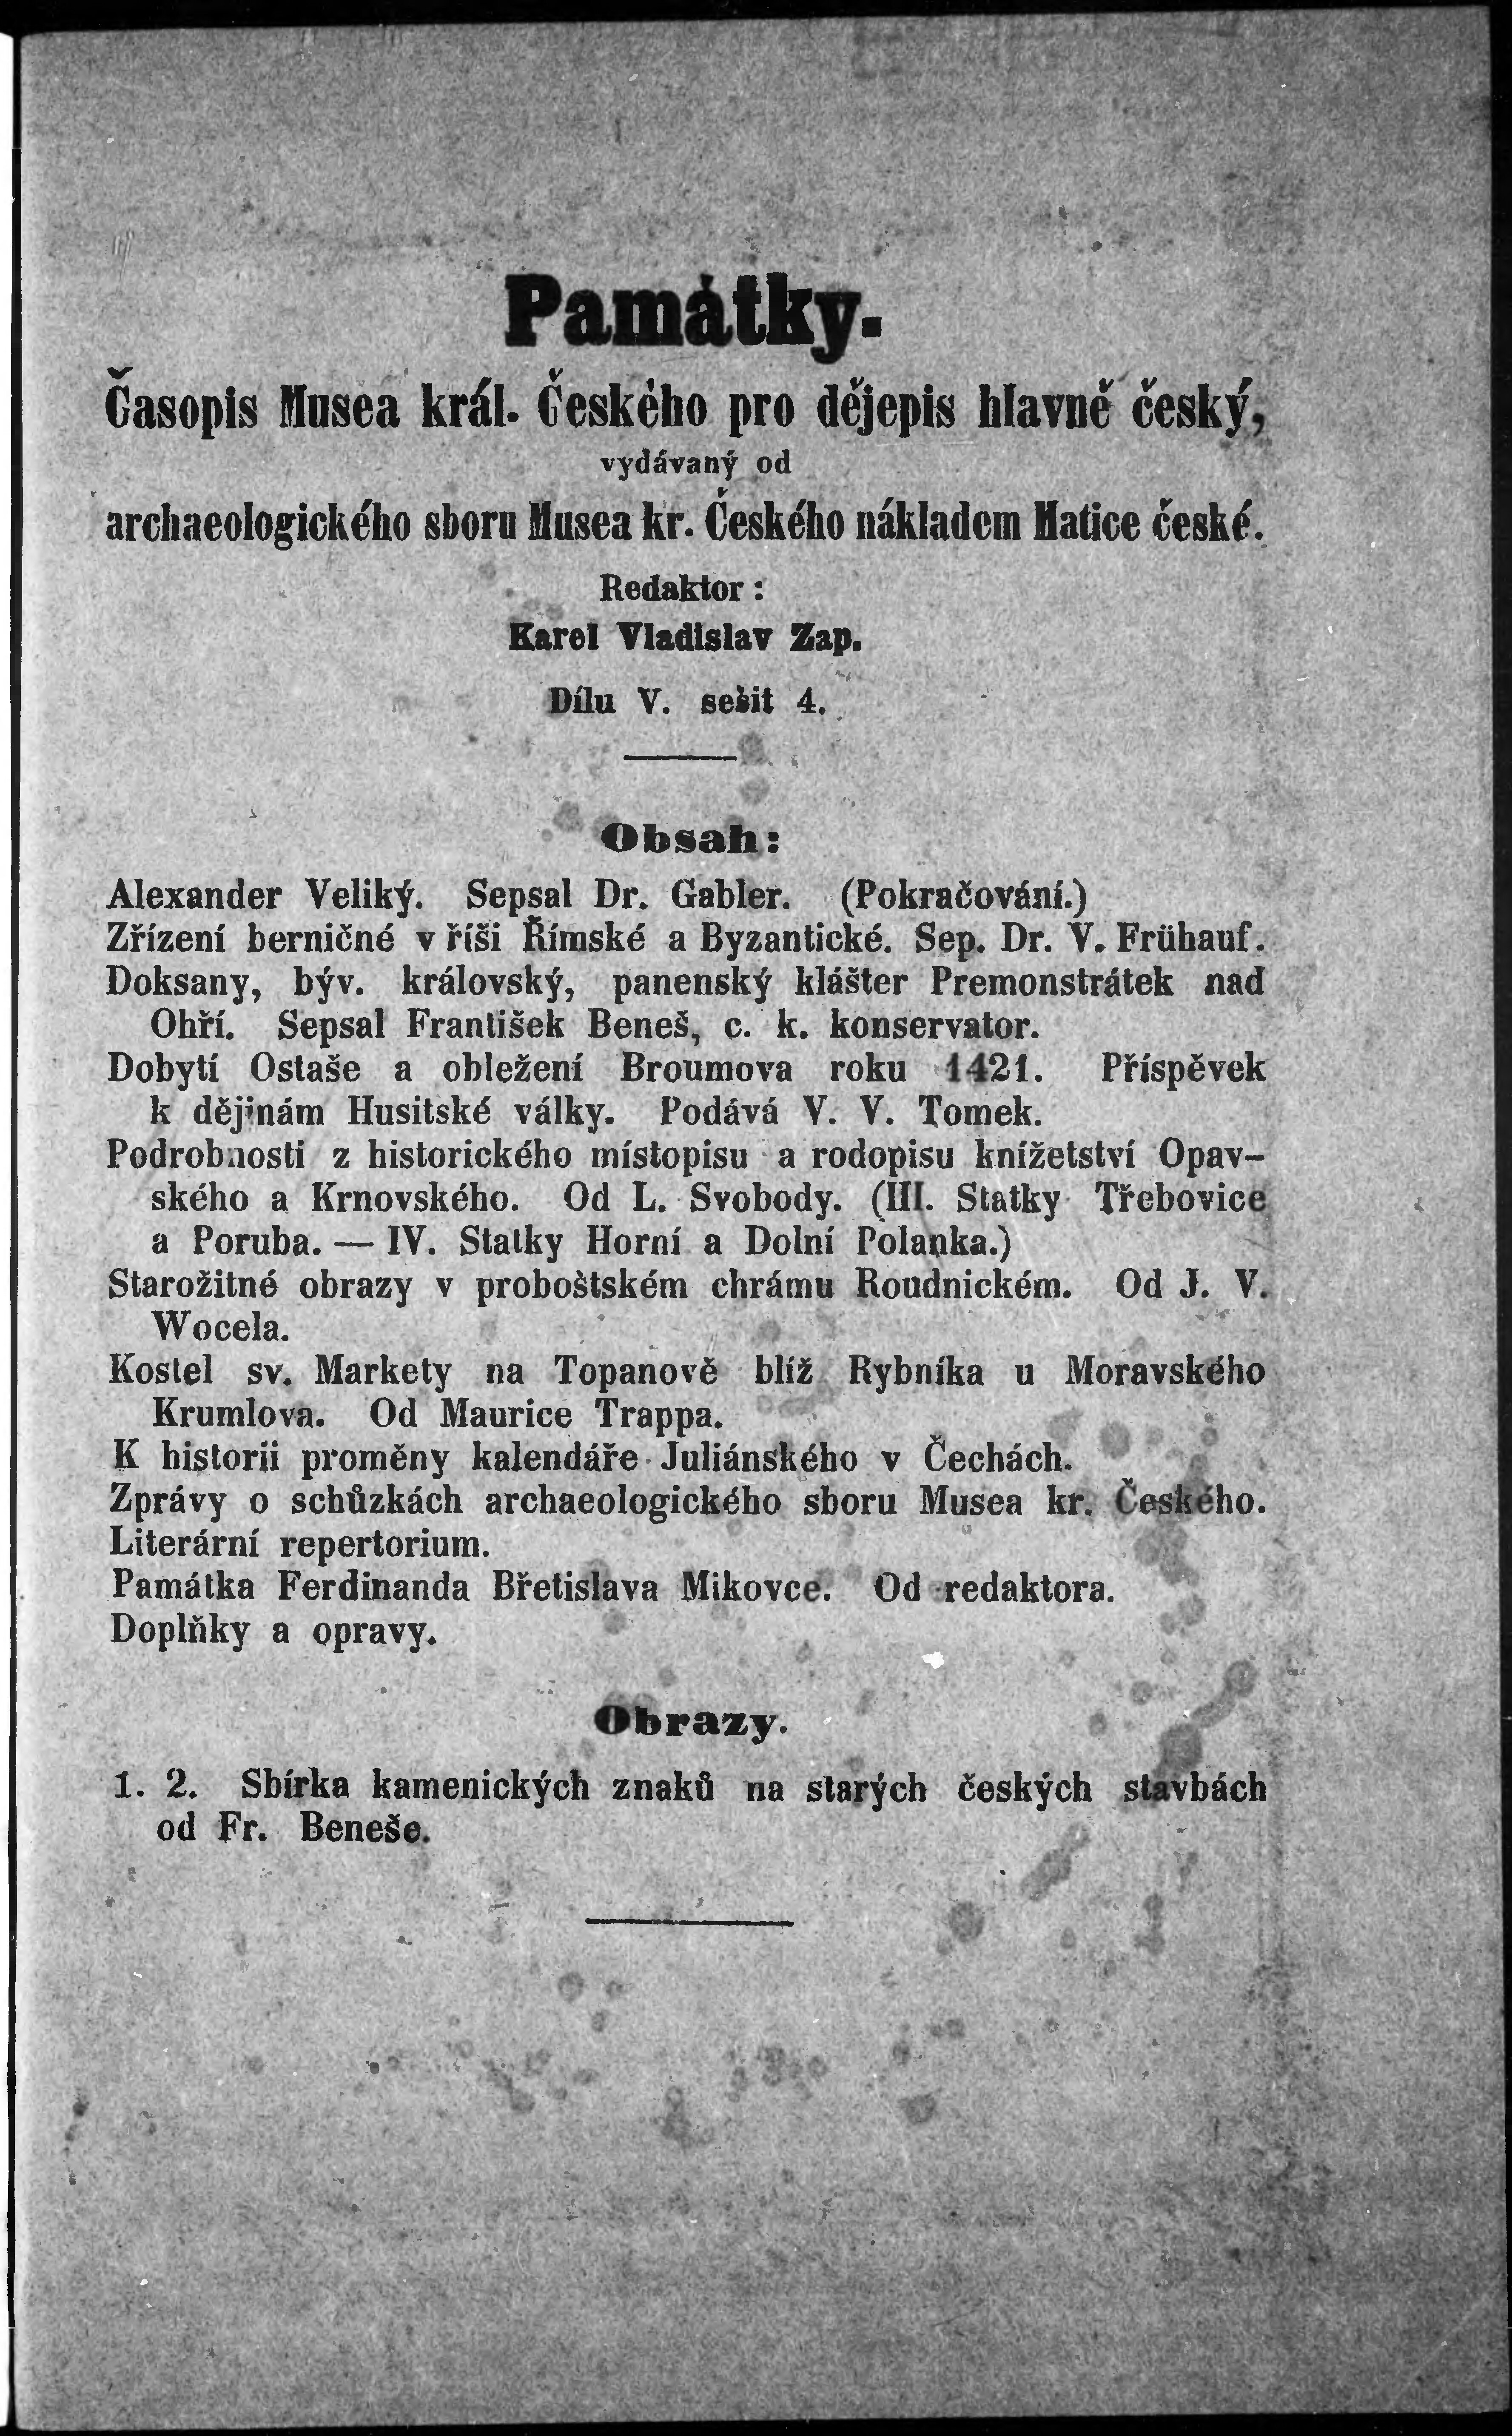 Památky.
Časopis Musea král. Českého pro dějepis hlavně český,
vydávaný od
archaeologického sboru Musea kr. Českého nákladem Matice české.
Redaktor:
Karel Vladislav Zap.
Dílu V. sešit 4.
Obsah:
Alexander Veliký. Sepsal Dr. Gabler. (Pokračování.)
Zřízení berničné v říši Římské a Byzantické. Sep. Dr. V. Frühauf.
Doksany, býv. královský, panenský klášter Premonstrátek nad
Ohří. Sepsal František Beneš, c. k. konservator.
Dobytí Ostaše a obležení Broumova roku 1421. Příspěvek
k dějinám Husitské války. Podává V. V. Tomek.
Podrobnosti z historického místopisu a rodopisu knížetství Opav-
ského a Krnovského. Od L. Svobody. (III. Statky Třebovice
a Poruba. — IV. Statky Horní a Dolní Polanka.)
Starožitné obrazy v proboštském chrámu Roudnickém. Od J. V.
Wocela.
Kostel sv. Markety na Topanově blíž Rybníka u Moravského
Krumlova. Od Maurice Trappa.
K historii proměny kalendáře Juliánského v Čechách.
Zprávy o schůzkách archaeologického sboru Musea kr. Českého.
Literární repertorium.
Památka Ferdinanda Břetislava Mikovce. Od redaktora.
Doplňky a opravy.
Obrazy.
1. 2. Sbírka kamenických znaků na starých českých stavbách
od Fr. Beneše.